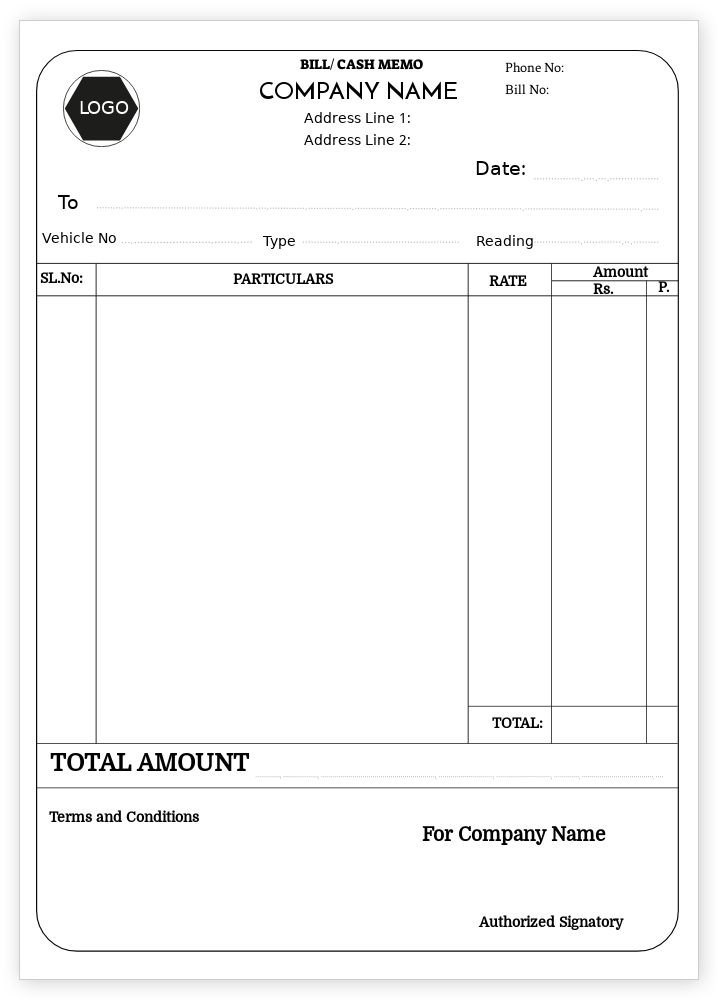 BILL/ CASH MEMO
Phone No:
LOGO
COMPANY NAME
Bill No:
Address Line 1:
Address Line 2:
Date:
To
Vehicle No Type Reading
SL.No: PARTICULARS RATE Amount
Rs. P.
TOTAL:
TOTAL AMOUNT
Terms and Conditions
For Company Name
Authorized Signatory